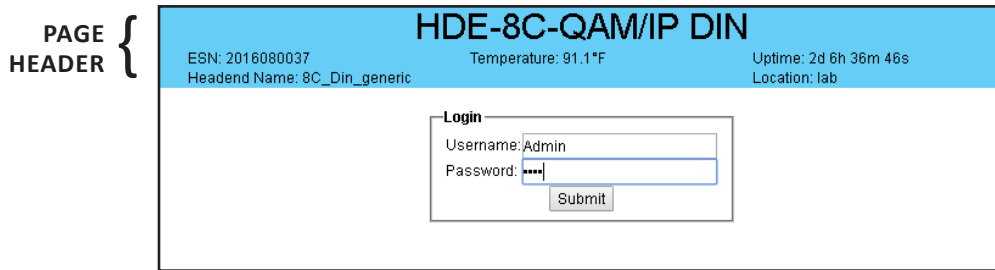 PAGE HEADER {
HDE-8C-QAM/IP DIN
ESN: 2016080037 Temperature: 91.1°F Uptime: 2d 6h 36m 46s
Headend Name: 8C_Din_generic Location: lab
Login
Username: Admin
Password: ••••
Submit